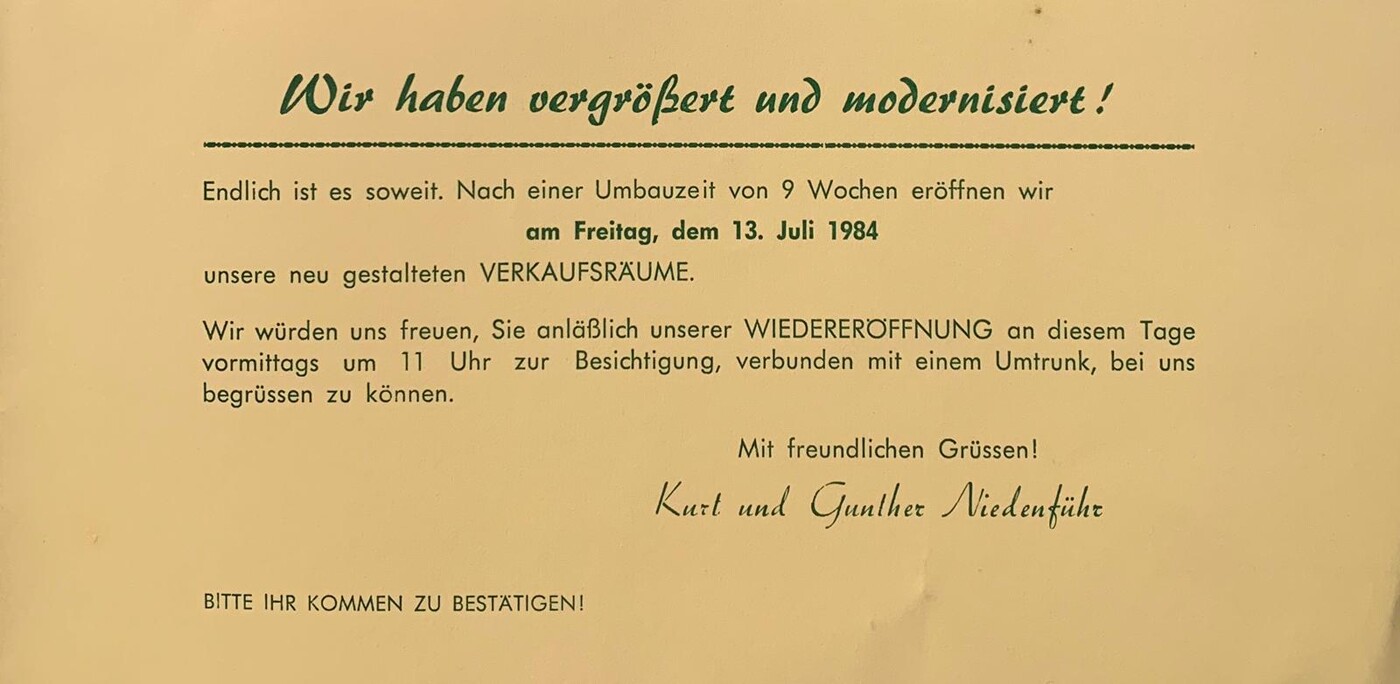 Wir haben vergrößert und modernisiert!
Endlich ist es soweit. Nach einer Umbauzeit von 9 Wochen eröffnen wir
am Freitag, dem 13. Juli 1984
unsere neu gestalteten VERKAUFSRÄUME.
Wir würden uns freuen, Sie anläßlich unserer WIEDERERÖFFNUNG an diesem Tage
vormittags um 11 Uhr zur Besichtigung, verbunden mit einem Umtrunk, bei uns
begrüssen zu können.
Mit freundlichen Grüssen!
Kurt und Gunther Niedenführ
BITTE IHR KOMMEN ZU BESTÄTIGEN!